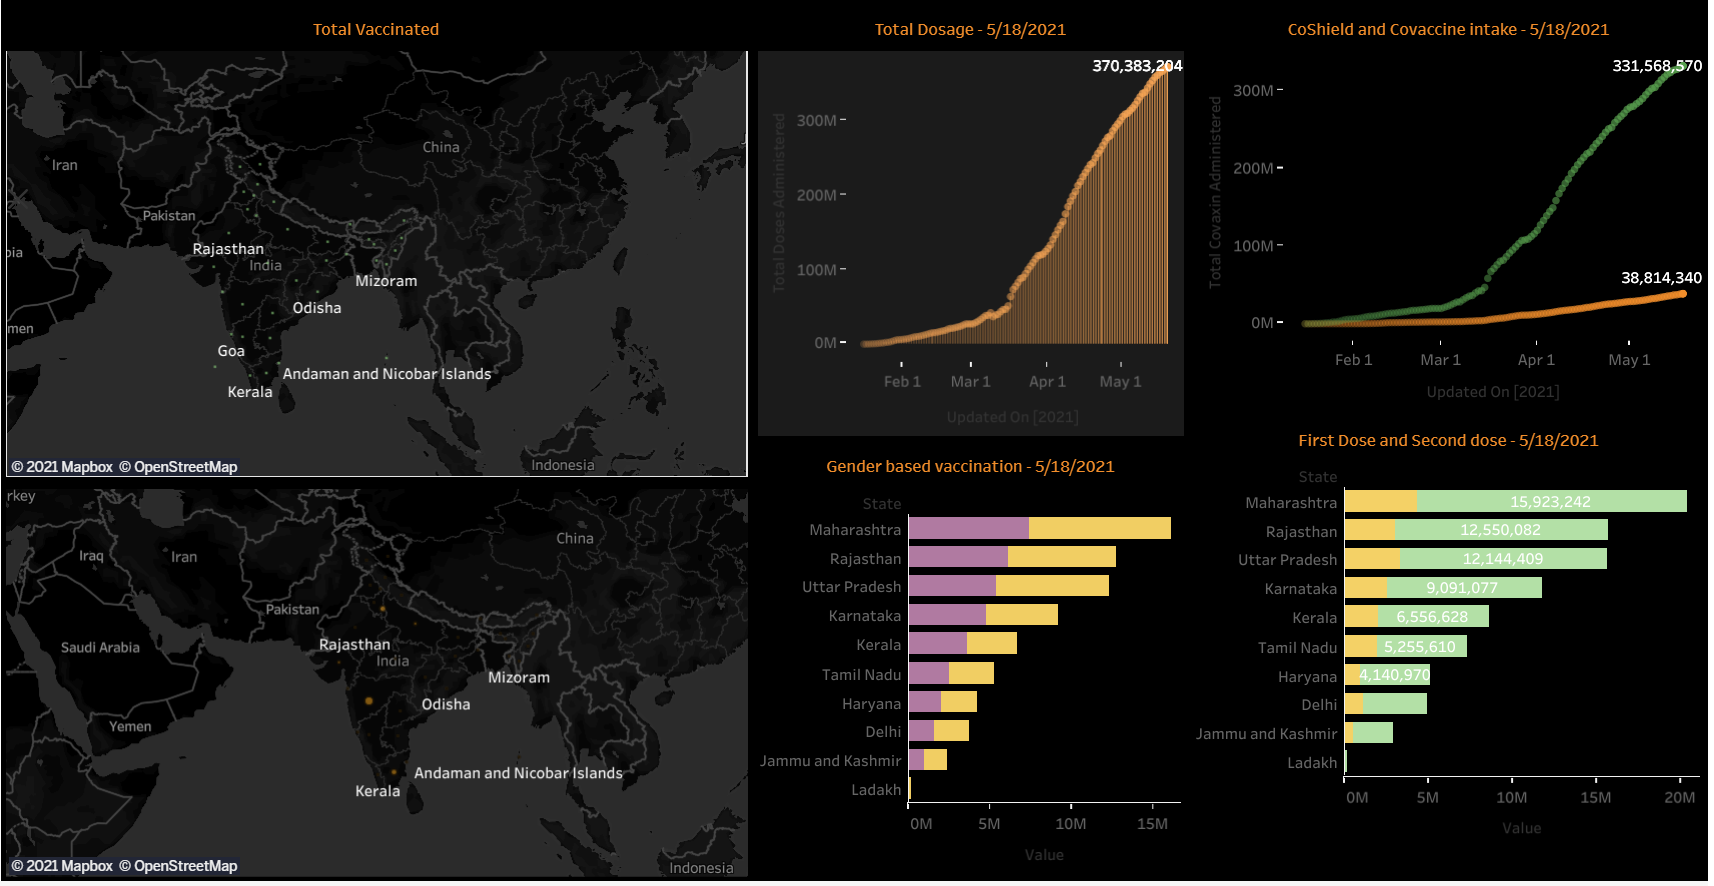 Total Vaccinated
China
Iran
Pakistan
Rajasthan
India
Mizoram
Odisha
Goa
Andaman and Nicobar Islands
Kerala
bia
men
Indonesia
© 2021 Mapbox © OpenStreetMap
rkey
China
Iraq
Iran
Pakistan
Rajasthan
Saudi Arabia
India
Mizoram
Odisha
Yemen
Andaman and Nicobar Islands
Kerala
Indonesia
© 2021 Mapbox © OpenStreetMap
Total Dosage - 5/18/2021
370,383,204
Total Doses Administered
300M
200M
100M
0M
Feb 1 Mar 1 Apr 1 May 1
Updated On [2021]
CoShield and Covaccine intake - 5/18/2021
331,568,570
Total Covaxin Administered
300M
200M
100M
38,814,340
0M
Feb 1 Mar 1 Apr 1 May 1
Updated On [2021]
Gender based vaccination - 5/18/2021
State
Maharashtra
Rajasthan
Uttar Pradesh
Karnataka
Kerala
Tamil Nadu
Haryana
Delhi
Jammu and Kashmir
Ladakh
0M 5M 10M 15M
Value
First Dose and Second dose - 5/18/2021
State
Maharashtra 15,923,242
Rajasthan 12,550,082
Uttar Pradesh 12,144,409
Karnataka 9,091,077
Kerala 6,556,628
Tamil Nadu 5,255,610
Haryana 4,140,970
Delhi
Jammu and Kashmir
Ladakh
0M 5M 10M 15M 20M
Value